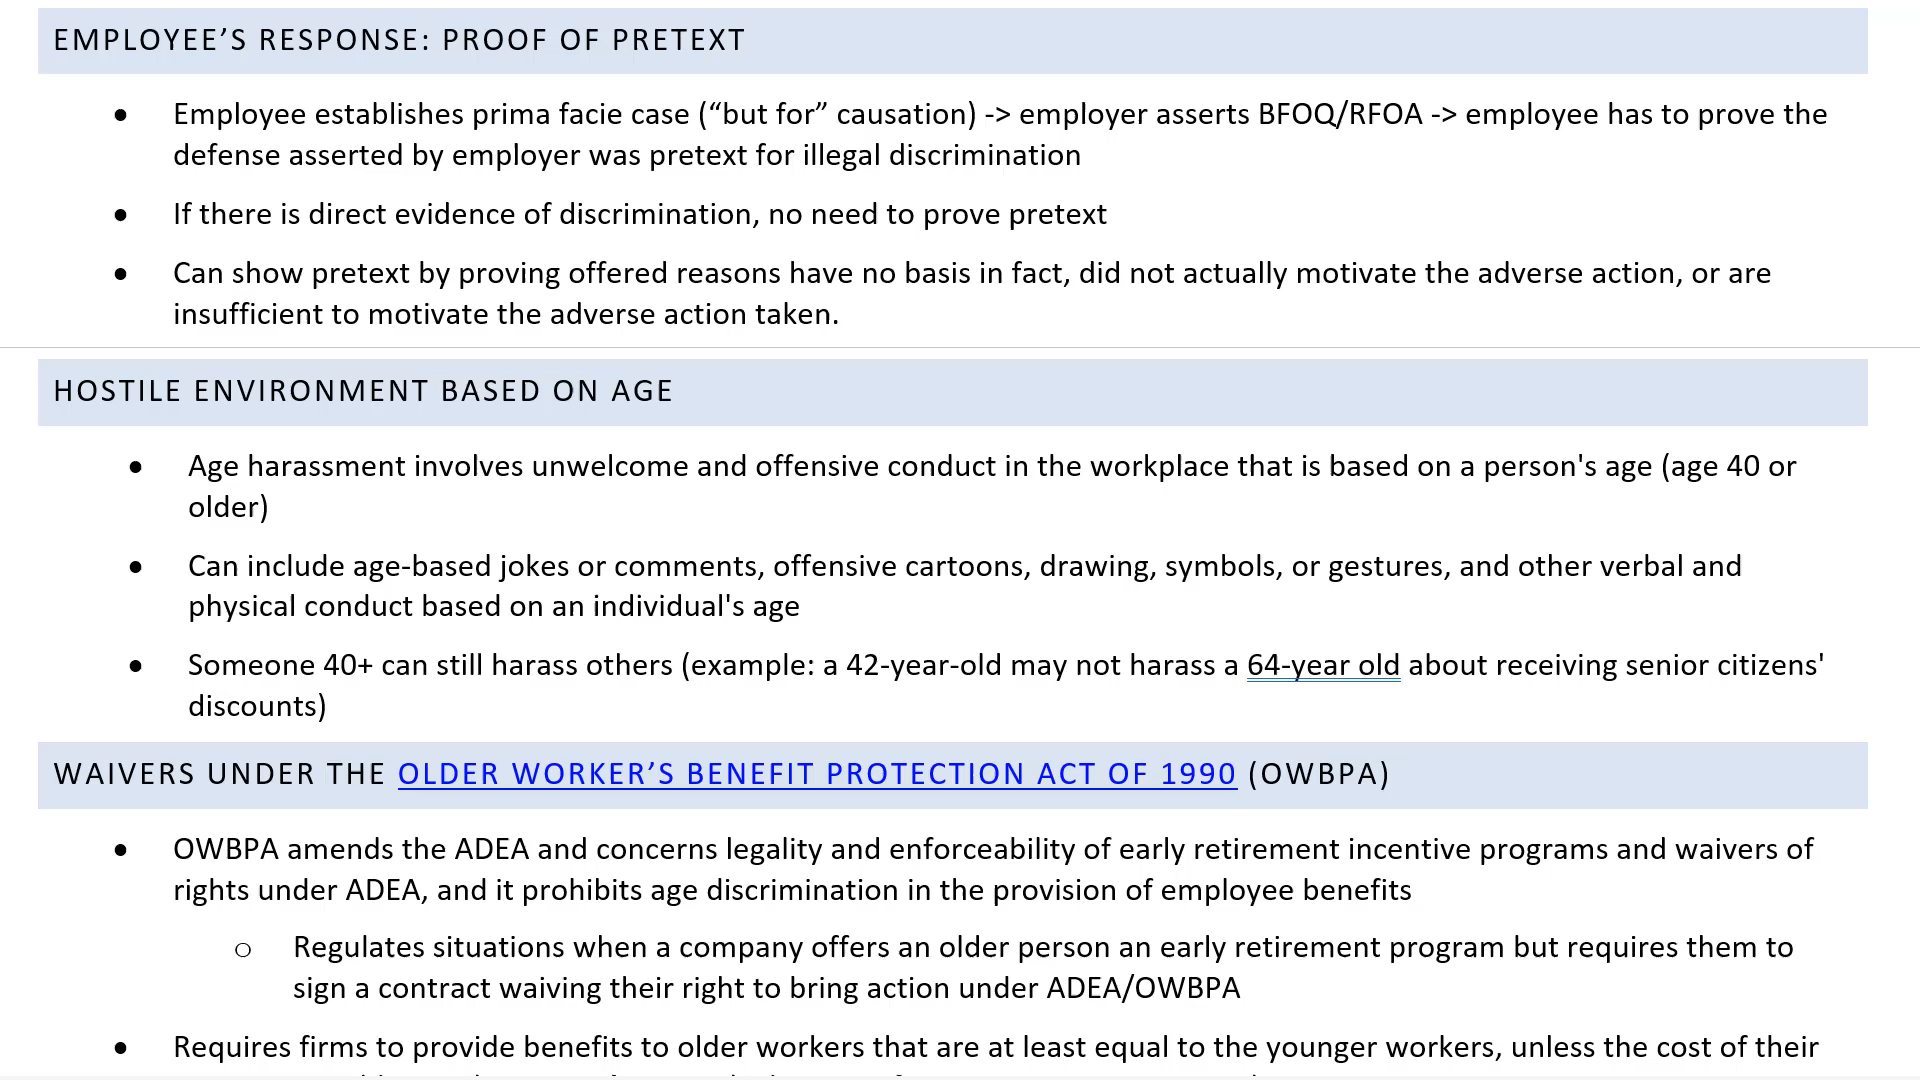 EMPLOYEE’S RESPONSE: PROOF OF PRETEXT
• Employee establishes prima facie case (“but for” causation) -> employer asserts BFOQ/RFOA -> employee has to prove the
defense asserted by employer was pretext for illegal discrimination
• If there is direct evidence of discrimination, no need to prove pretext
• Can show pretext by proving offered reasons have no basis in fact, did not actually motivate the adverse action, or are
insufficient to motivate the adverse action taken.
HOSTILE ENVIRONMENT BASED ON AGE
• Age harassment involves unwelcome and offensive conduct in the workplace that is based on a person's age (age 40 or
older)
• Can include age-based jokes or comments, offensive cartoons, drawing, symbols, or gestures, and other verbal and
physical conduct based on an individual's age
• Someone 40+ can still harass others (example: a 42-year-old may not harass a 64-year old about receiving senior citizens'
discounts)
WAIVERS UNDER THE OLDER WORKER’S BENEFIT PROTECTION ACT OF 1990 (OWBPA)
• OWBPA amends the ADEA and concerns legality and enforceability of early retirement incentive programs and waivers of
rights under ADEA, and it prohibits age discrimination in the provision of employee benefits
o Regulates situations when a company offers an older person an early retirement program but requires them to
sign a contract waiving their right to bring action under ADEA/OWBPA
• Requires firms to provide benefits to older workers that are at least equal to the younger workers, unless the cost of their